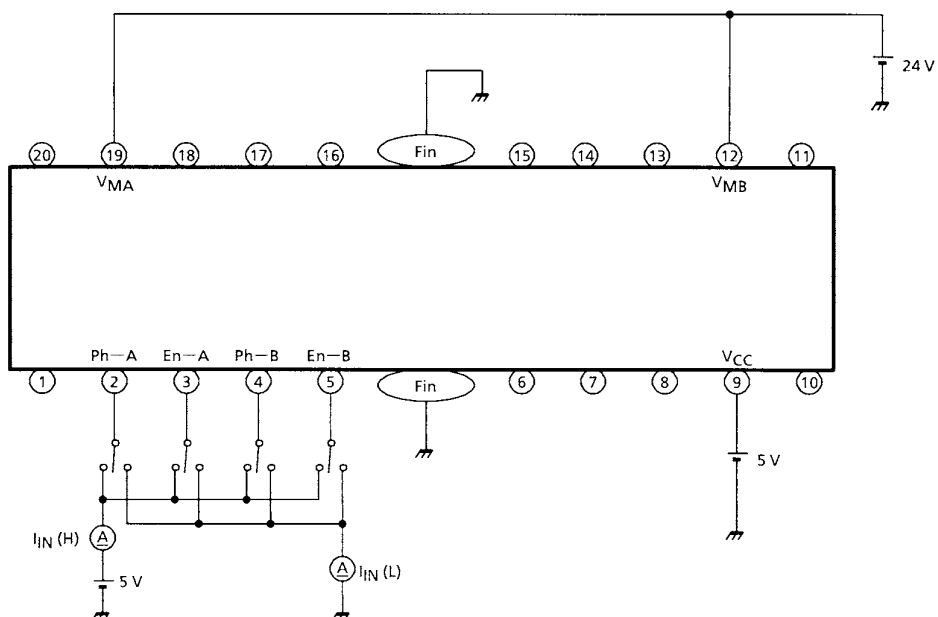 24 V
20 19 18 17 16 Fin 15 14 13 12 11
VMA VMB
Ph—A En—A Ph—B En—B VCC
1 2 3 4 5 Fin 6 7 8 9 10
5 V
IIN (H) A
A IIN (L)
5 V